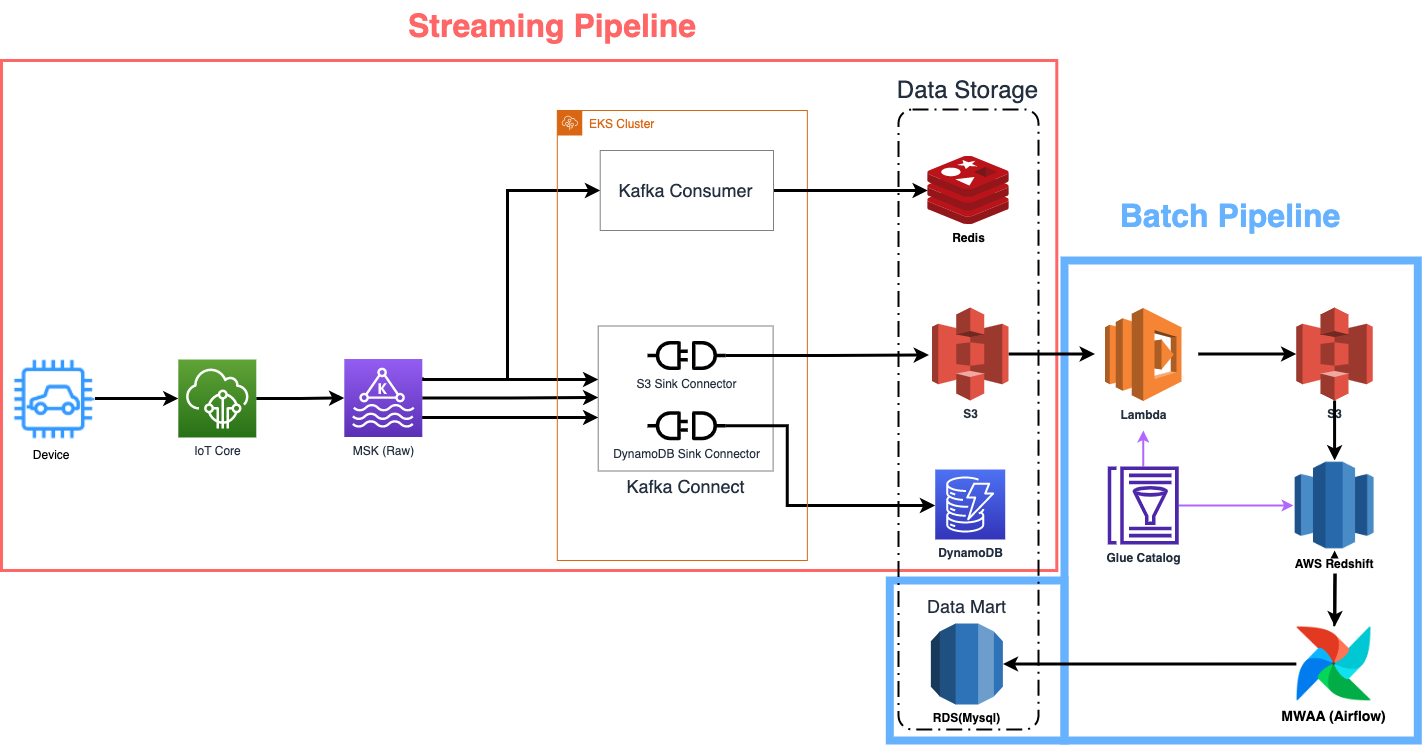 Streaming Pipeline
Data Storage
EKS Cluster
Kafka Consumer
Redis
Batch Pipeline
S3 Sink Connector
S3
Lambda
S3
K
Device
IoT Core
MSK (Raw)
DynamoDB Sink Connector
Kafka Connect
DynamoDB
Glue Catalog
AWS Redshift
Data Mart
RDS(Mysql)
MWAA (Airflow)